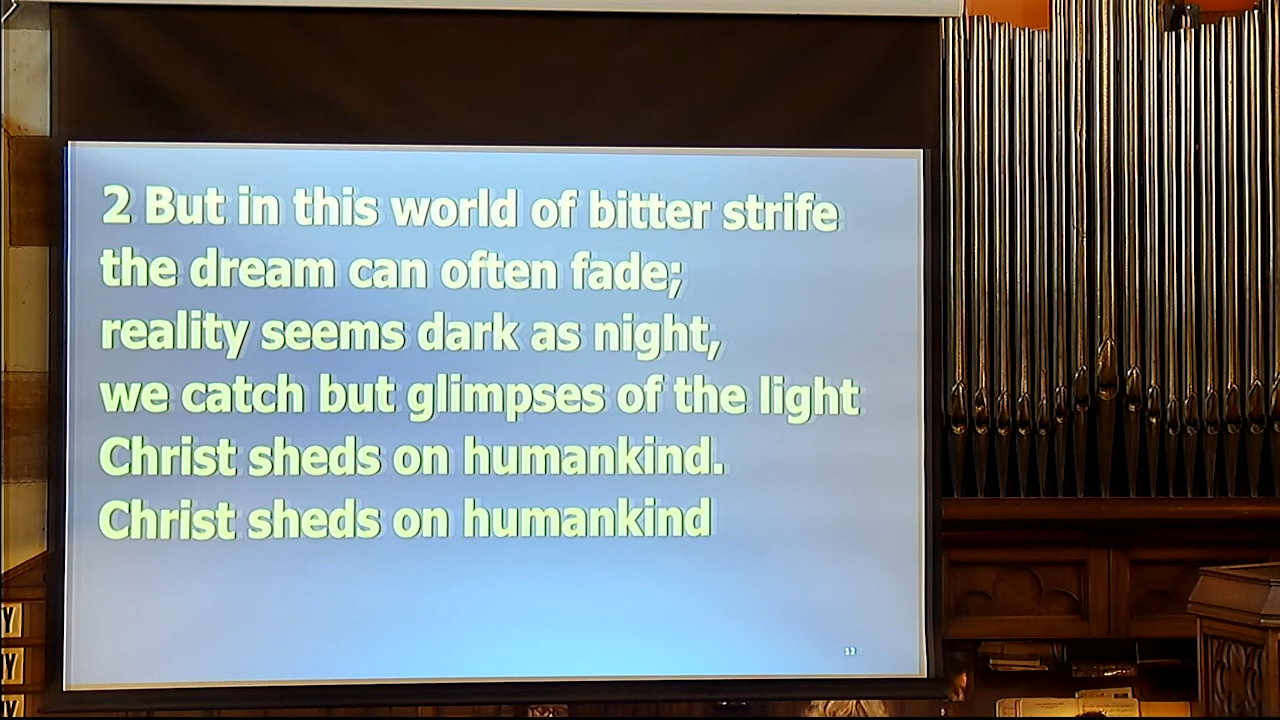 2 But in this world of bitter strife
the dream can often fade;
reality seems dark as night,
we catch but glimpses of the light
Christ sheds on humankind.
Christ sheds on humankind
12
Y
Y
Y